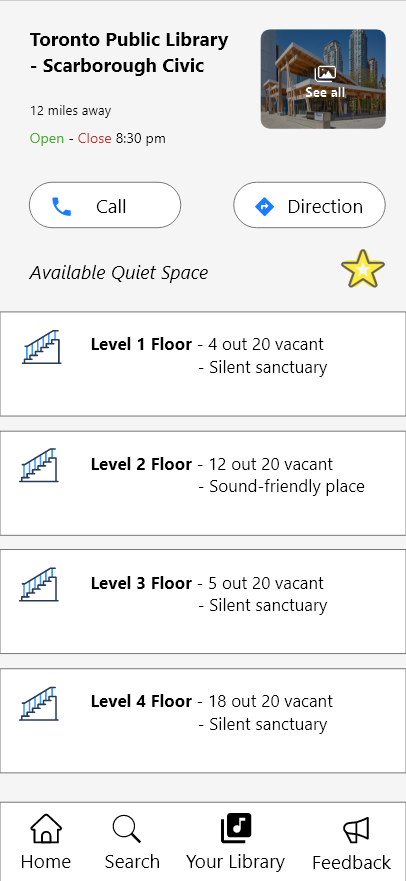 Toronto Public Library
- Scarborough Civic
See all
12 miles away
Open - Close 8:30 pm
Call
Direction
Available Quiet Space
Level 1 Floor - 4 out 20 vacant
- Silent sanctuary
Level 2 Floor - 12 out 20 vacant
- Sound-friendly place
Level 3 Floor - 5 out 20 vacant
- Silent sanctuary
Level 4 Floor - 18 out 20 vacant
- Silent sanctuary
Home
Search
Your Library
Feedback